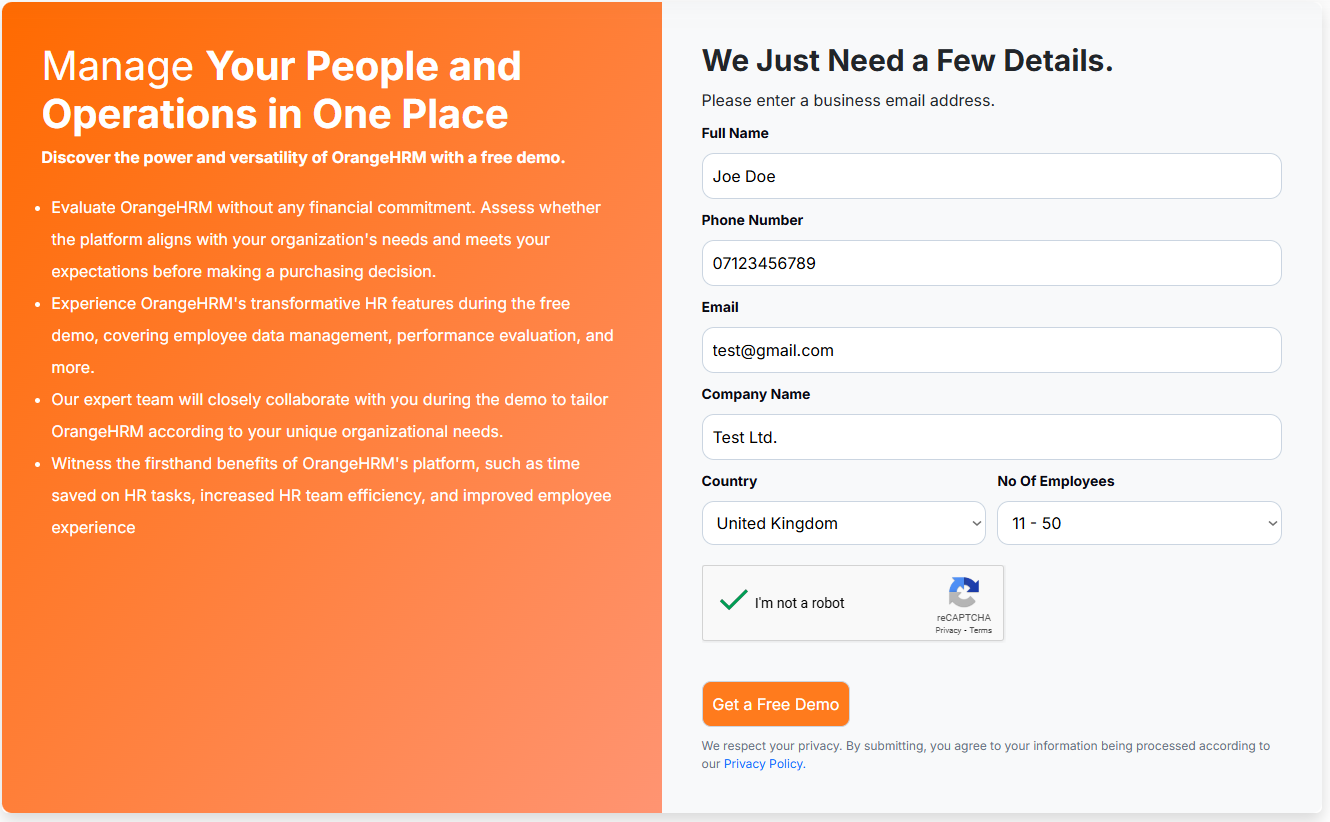 Manage Your People and
Operations in One Place
Discover the power and versatility of OrangeHRM with a free demo.
Evaluate OrangeHRM without any financial commitment. Assess whether
the platform aligns with your organization's needs and meets your
expectations before making a purchasing decision.
Experience OrangeHRM's transformative HR features during the free
demo, covering employee data management, performance evaluation, and
more.
Our expert team will closely collaborate with you during the demo to tailor
OrangeHRM according to your unique organizational needs.
Witness the firsthand benefits of OrangeHRM's platform, such as time
saved on HR tasks, increased HR team efficiency, and improved employee
experience
We Just Need a Few Details.
Please enter a business email address.
Full Name
Joe Doe
Phone Number
07123456789
Email
test@gmail.com
Company Name
Test Ltd.
Country
United Kingdom
No Of Employees
11 - 50
I'm not a robot
reCAPTCHA
Privacy - Terms
Get a Free Demo
We respect your privacy. By submitting, you agree to your information being processed according to
our Privacy Policy.